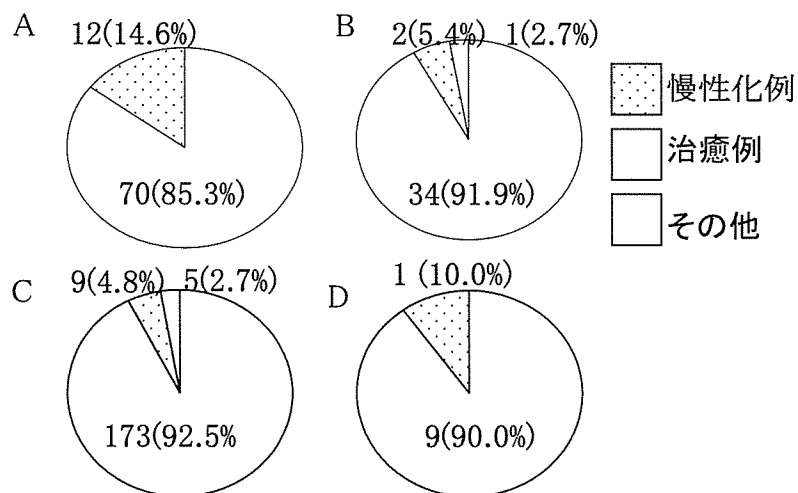 A
12(14.6%)
70(85.3%)
B
2(5.4%) 1(2.7%)
34(91.9%)
慢性化例
治癒例
その他
C
9(4.8%) 5(2.7%)
173(92.5%
D
1 (10.0%)
9(90.0%)